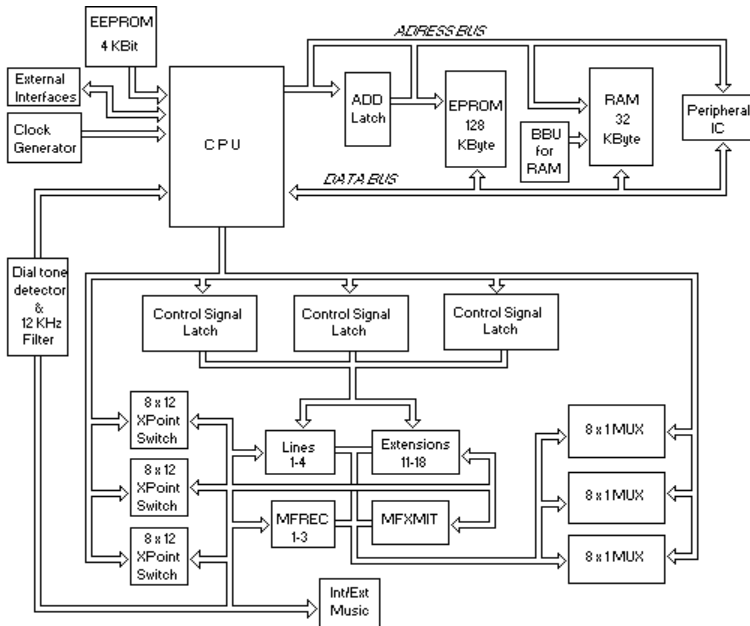 EEPROM
4 KBit
ADRESS BUS
External
Interfaces
Clock
Generator
CPU
ADD
Latch
EPROM
128
KByte
BBU
for
RAM
RAM
32
KByte
Peripheral
IC
DATA BUS
Dial tone
detector
&
12 KHz
Filter
Control Signal
Latch
Control Signal
Latch
Control Signal
Latch
8 x 12
XPoint
Switch
8 x 12
XPoint
Switch
8 x 12
XPoint
Switch
Lines
1-4
Extensions
11-18
MFREC
1-3
MFXMIT
8 x 1 MUX
8 x 1 MUX
8 x 1 MUX
Int/Ext
Music